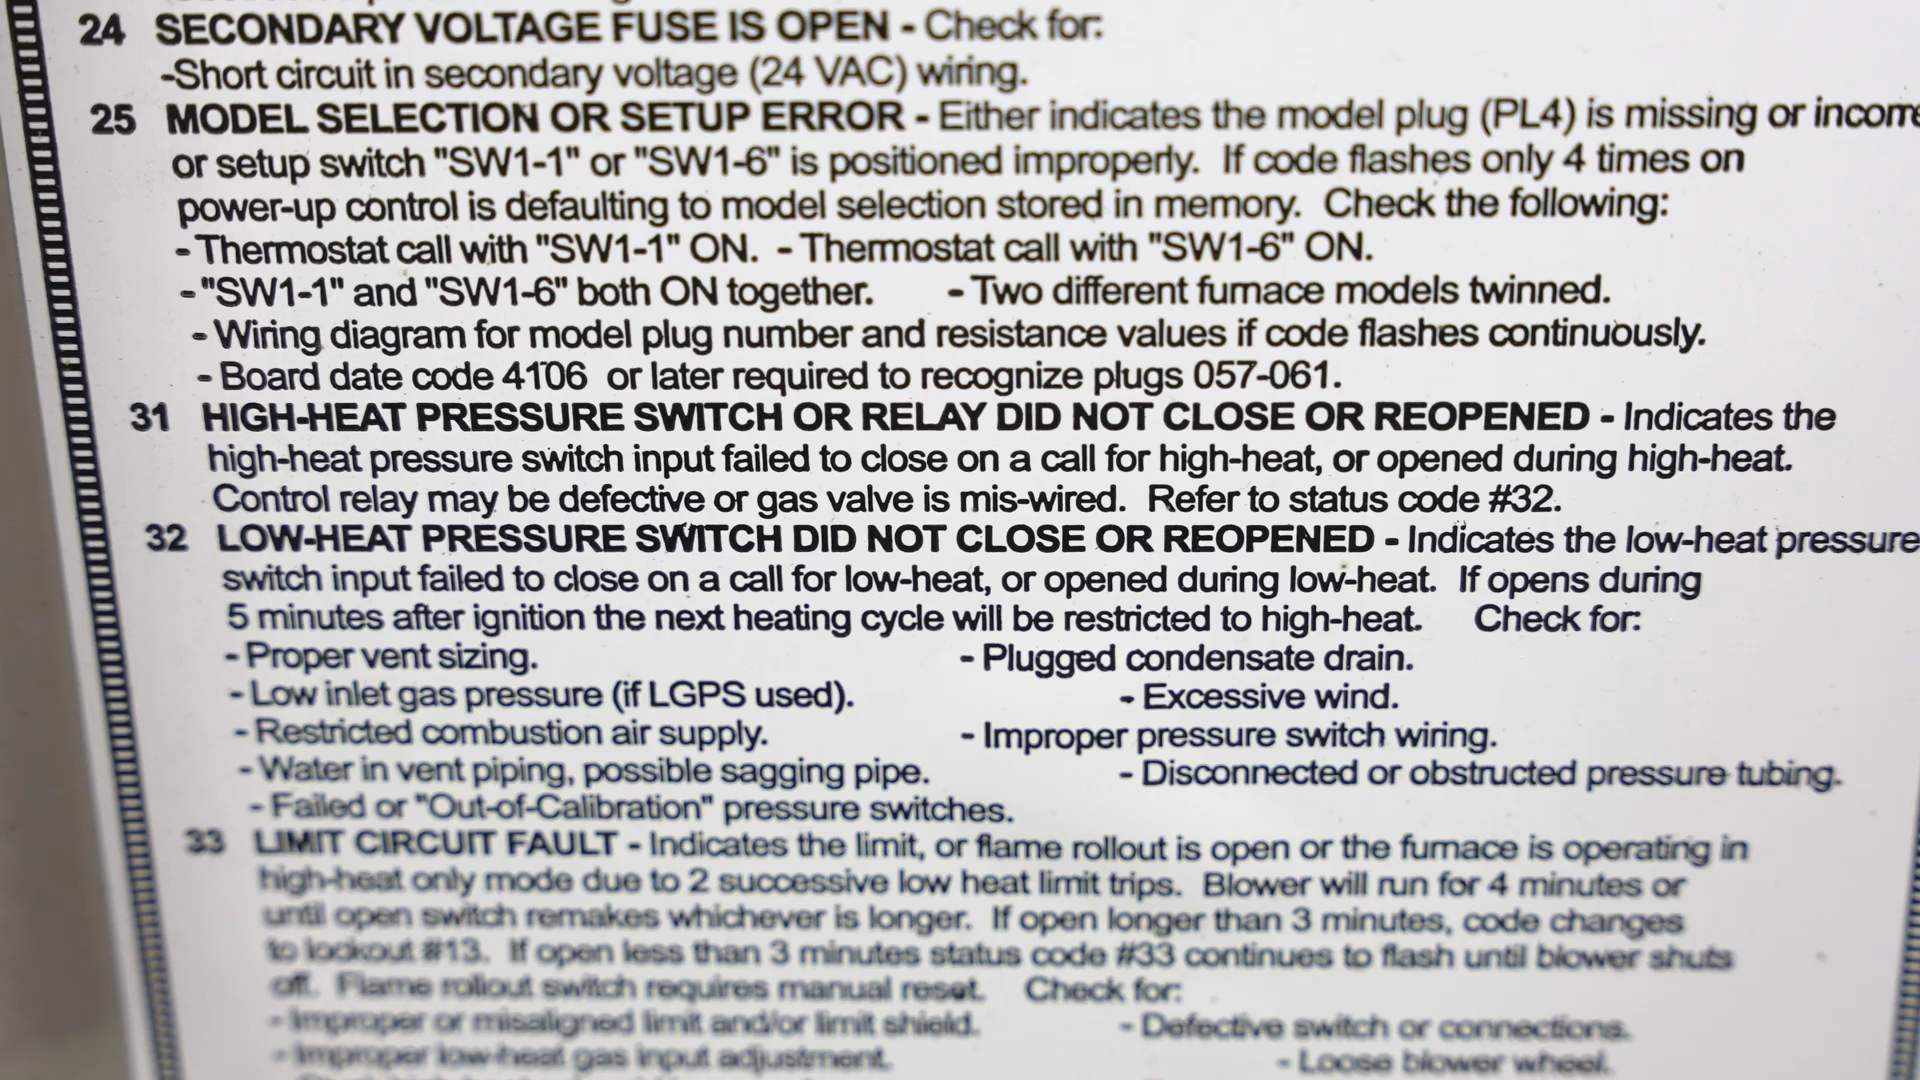 24 SECONDARY VOLTAGE FUSE IS OPEN - Check for:
-Short circuit in secondary voltage (24 VAC) wiring.
25 MODEL SELECTION OR SETUP ERROR - Either indicates the model plug (PL4) is missing or incorre
or setup switch "SW1-1" or "SW1-6" is positioned improperly. If code flashes only 4 times on
power-up control is defaulting to model selection stored in memory. Check the following:
- Thermostat call with "SW1-1" ON. - Thermostat call with "SW1-6" ON.
- "SW1-1" and "SW1-6" both ON together. - Two different furnace models twinned.
- Wiring diagram for model plug number and resistance values if code flashes continuously.
- Board date code 4106 or later required to recognize plugs 057-061.
31 HIGH-HEAT PRESSURE SWITCH OR RELAY DID NOT CLOSE OR REOPENED - Indicates the
high-heat pressure switch input failed to close on a call for high-heat, or opened during high-heat.
Control relay may be defective or gas valve is mis-wired. Refer to status code #32.
32 LOW-HEAT PRESSURE SWITCH DID NOT CLOSE OR REOPENED - Indicates the low-heat pressure
switch input failed to close on a call for low-heat, or opened during low-heat. If opens during
5 minutes after ignition the next heating cycle will be restricted to high-heat. Check for:
- Proper vent sizing. - Plugged condensate drain.
- Low inlet gas pressure (if LGPS used). - Excessive wind.
- Restricted combustion air supply. - Improper pressure switch wiring.
- Water in vent piping, possible sagging pipe. - Disconnected or obstructed pressure tubing.
- Failed or "Out-of-Calibration" pressure switches.
33 LIMIT CIRCUIT FAULT - Indicates the limit, or flame rollout is open or the furnace is operating in
high-heat only mode due to 2 successive low heat limit trips. Blower will run for 4 minutes or
until open switch remakes whichever is longer. If open longer than 3 minutes, code changes
to lockout #13. If open less than 3 minutes status code #33 continues to flash until blower shuts
off. Flame rollout switch requires manual reset. Check for:
- Improper or misaligned limit and/or limit shield. - Defective switch or connections.
- Improper low-heat gas input adjustment. - Loose blower wheel.